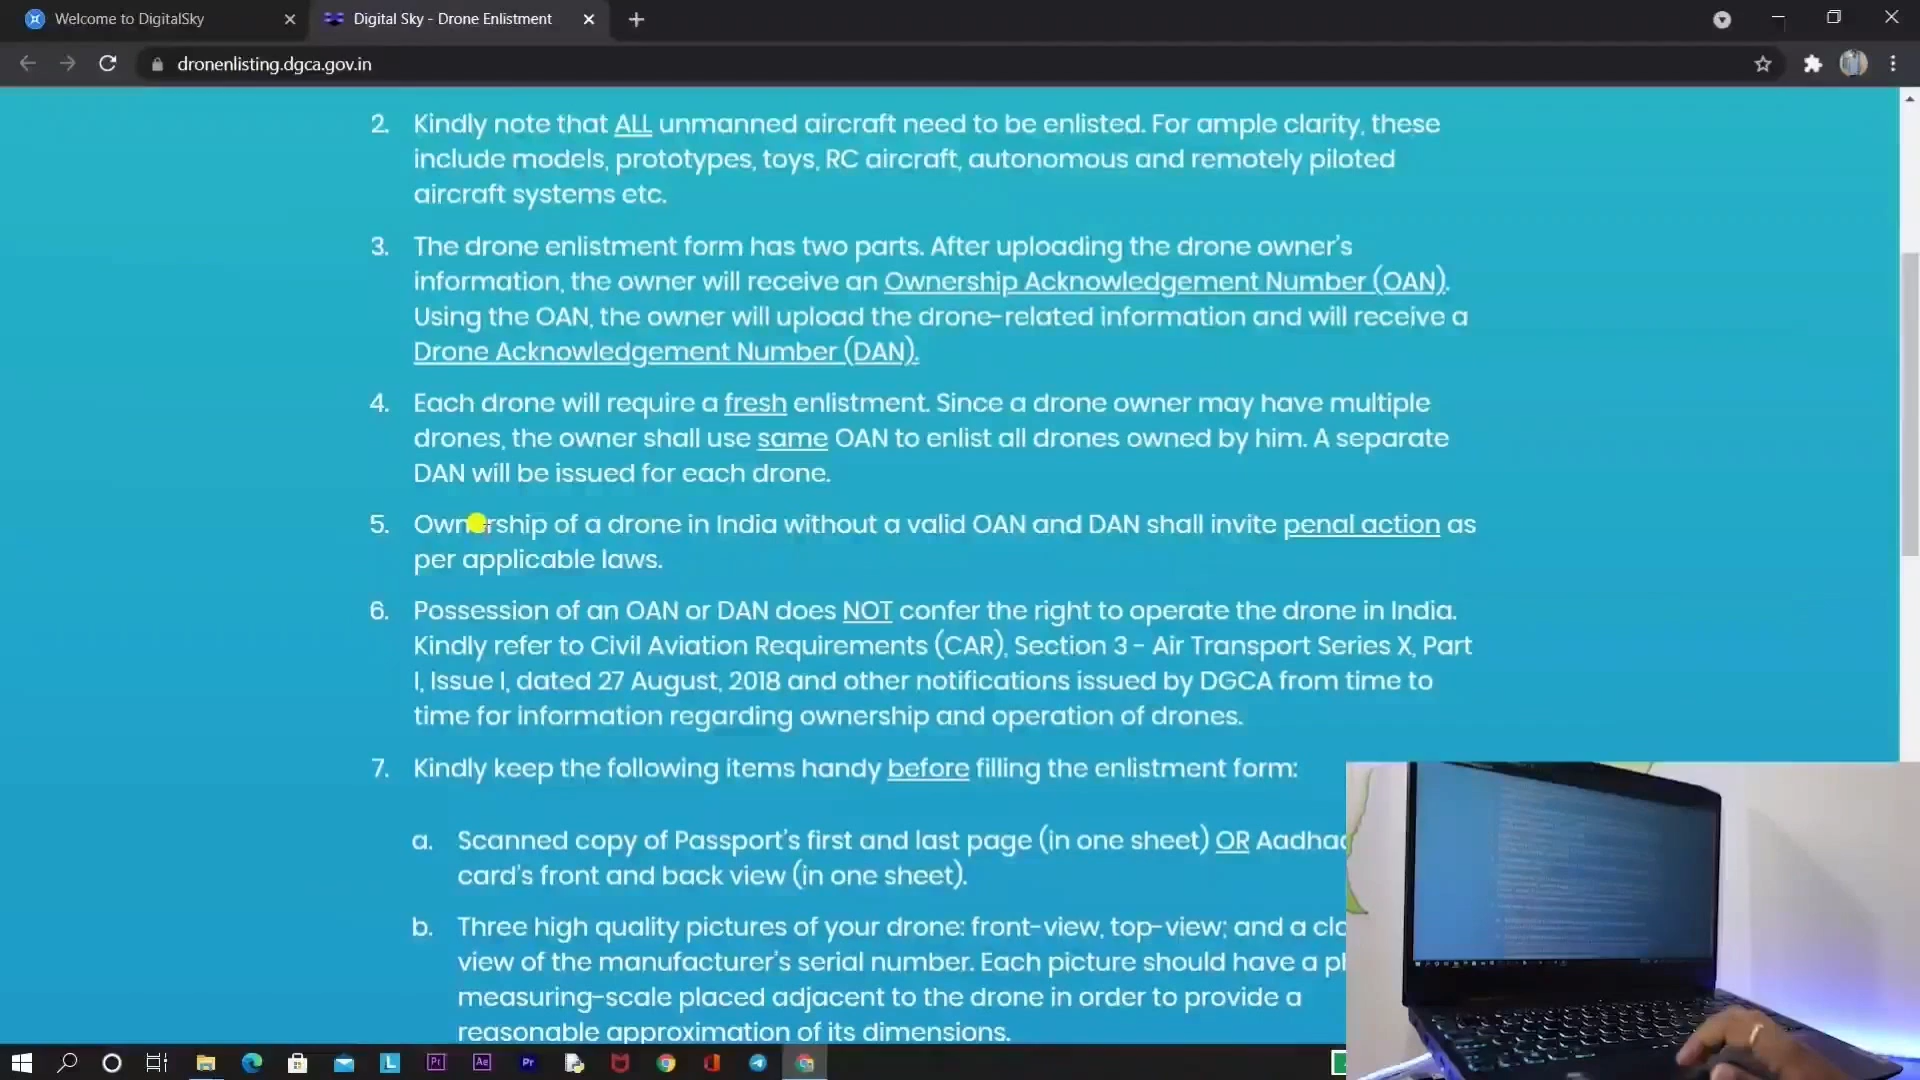 Welcome to DigitalSky
Digital Sky - Drone Enlistment
dronenlisting.dgca.gov.in
2. Kindly note that ALL unmanned aircraft need to be enlisted. For ample clarity, these
include models, prototypes, toys, RC aircraft, autonomous and remotely piloted
aircraft systems etc.
3. The drone enlistment form has two parts. After uploading the drone owner's
information, the owner will receive an Ownership Acknowledgement Number (OAN).
Using the OAN, the owner will upload the drone-related information and will receive a
Drone Acknowledgement Number (DAN).
4. Each drone will require a fresh enlistment. Since a drone owner may have multiple
drones, the owner shall use same OAN to enlist all drones owned by him. A separate
DAN will be issued for each drone.
5. Ownership of a drone in India without a valid OAN and DAN shall invite penal action as
per applicable laws.
6. Possession of an OAN or DAN does NOT confer the right to operate the drone in India.
Kindly refer to Civil Aviation Requirements (CAR), Section 3 - Air Transport Series X, Part
I, Issue I, dated 27 August, 2018 and other notifications issued by DGCA from time to
time for information regarding ownership and operation of drones.
7. Kindly keep the following items handy before filling the enlistment form:
a. Scanned copy of Passport's first and last page (in one sheet) OR
card's front and back view (in one sheet).
b. Three high quality pictures of your drone: front-view, top-view; and a
view of the manufacturer's serial number. Each picture should have a
measuring-scale placed adjacent to the drone in order to provide a
reasonable approximation of its dimensions.
L Pr Ae Pr